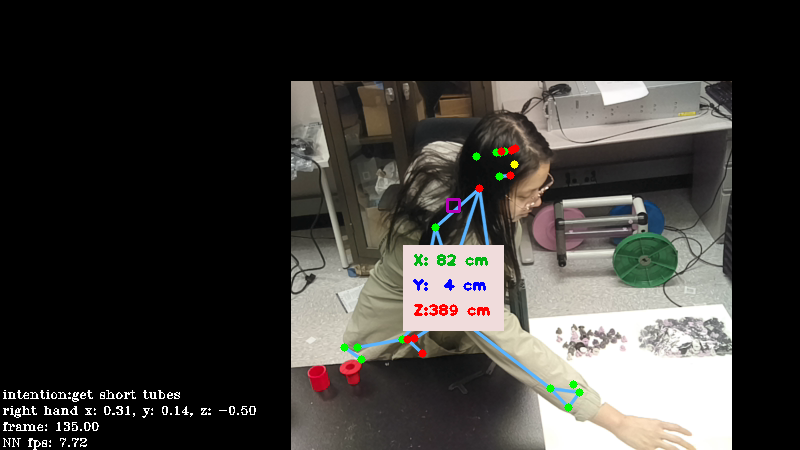 X: 82 cm
Y: 4 cm
Z:389 cm
intention:get short tubes
right hand x: 0.31, y: 0.14, z: −0.50
frame: 135.00
NN fps: 7.72